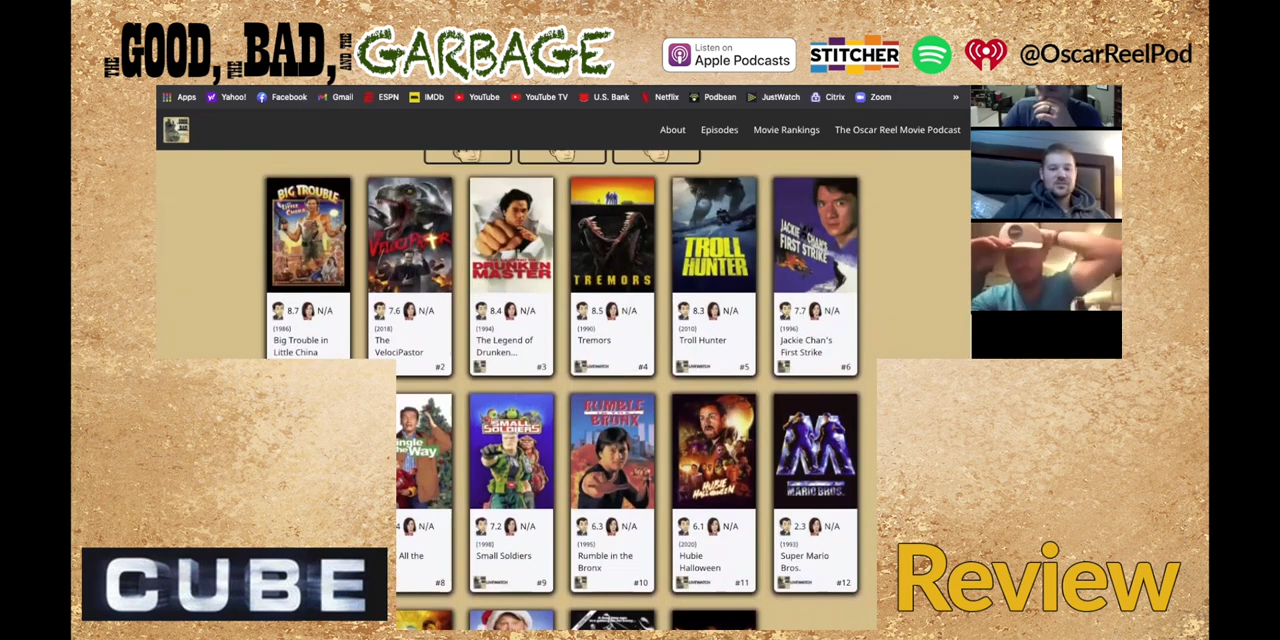 THE GOOD, THE BAD, AND THE GARBAGE
Listen on
Apple Podcasts
STITCHER
@OscarReelPod
Apps Yahoo! Facebook Gmail ESPN IMDb YouTube YouTube TV U.S. Bank Netflix Podbean JustWatch Citrix Zoom »
About Episodes Movie Rankings The Oscar Reel Movie Podcast
BIG TROUBLE
VELOCIPASTOR
DRUNKEN MASTER
TREMORS
TROLL HUNTER
JACKIE CHAN'S FIRST STRIKE
8.7 N/A 7.6 N/A 8.4 N/A 8.5 N/A 8.3 N/A 7.7 N/A
(1986) (2018) (1994) (1990) (2010) (1996)
Big Trouble in The The Legend of Tremors Troll Hunter Jackie Chan's
Little China VelociPastor Drunken... First Strike
#2 #3 #4 #5 #6
the Way
SMALL SOLDIERS
RUMBLE IN THE BRONX
HUBIE HALLOWEEN
MARIO BROS.
4 N/A 7.2 N/A 6.3 N/A 6.1 N/A 2.3 N/A
(1998) (1995) (2020) (1993)
All the Small Soldiers Rumble in the Hubie Super Mario
Bronx Halloween Bros.
#8 #9 #10 #11 #12
CUBE
Review